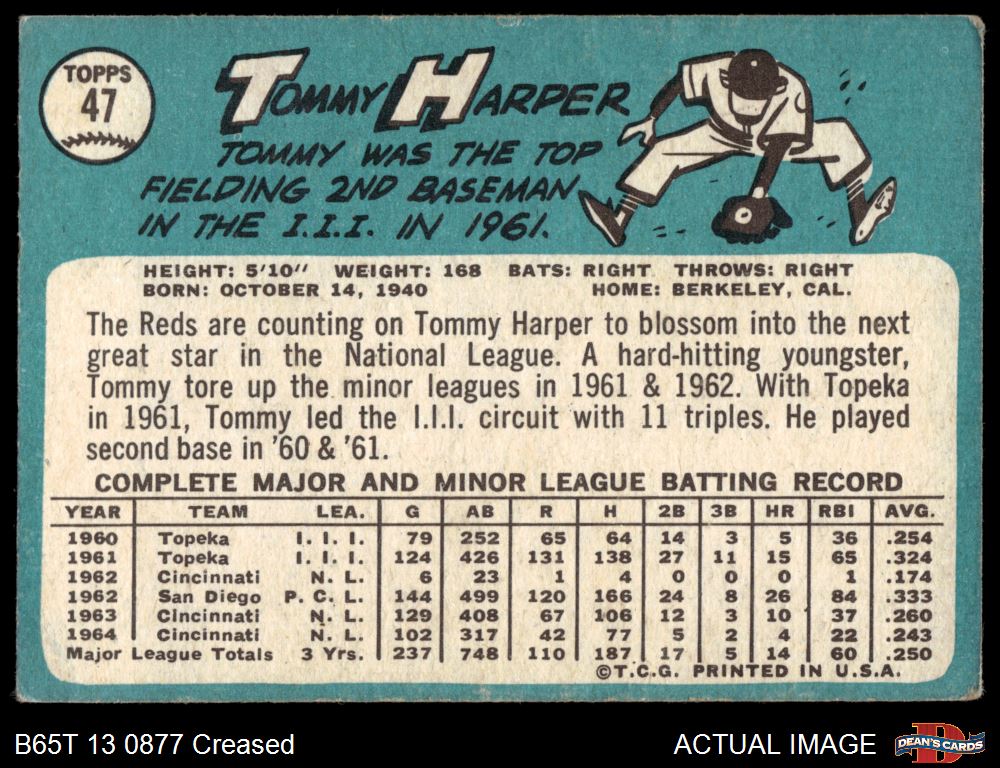 TOPPS
47
TOMMY HARPER
TOMMY WAS THE TOP
FIELDING 2ND BASEMAN
IN THE I.I.I. IN 1961.
HEIGHT: 5'10" WEIGHT: 168 BATS: RIGHT THROWS: RIGHT
BORN: OCTOBER 14, 1940 HOME: BERKELEY, CAL.
The Reds are counting on Tommy Harper to blossom into the next
great star in the National League. A hard-hitting youngster,
Tommy tore up the minor leagues in 1961 & 1962. With Topeka
in 1961, Tommy led the I.I.I. circuit with 11 triples. He played
second base in '60 & '61.
COMPLETE MAJOR AND MINOR LEAGUE BATTING RECORD
YEAR TEAM LEA. G AB R H 2B 3B HR RBI AVG.
1960 Topeka I. I. I. 79 252 65 64 14 3 5 36 .254
1961 Topeka I. I. I. 124 426 131 138 27 11 15 65 .324
1962 Cincinnati N. L. 6 23 1 4 0 0 0 1 .174
1962 San Diego P. C. L. 144 499 120 166 24 8 26 84 .333
1963 Cincinnati N. L. 129 408 67 106 12 3 10 37 .260
1964 Cincinnati N. L. 102 317 42 77 5 2 4 22 .243
Major League Totals 3 Yrs. 237 748 110 187 17 5 14 60 .250
©T.C.G. PRINTED IN U.S.A.
B65T 13 0877 Creased
ACTUAL IMAGE
DEAN'S CARDS